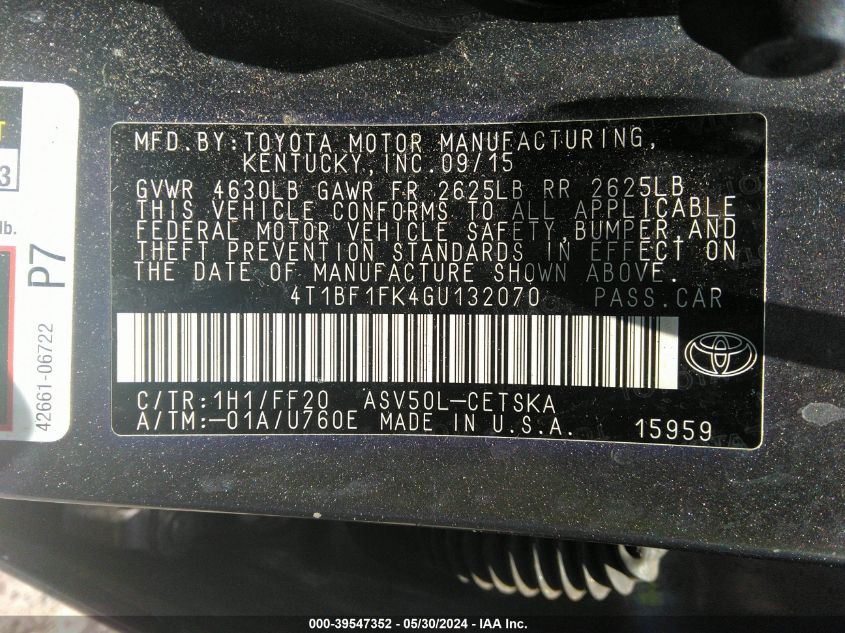 MFD.BY:TOYOTA MOTOR MANUFACTURING,
KENTUCKY,INC.09/15
GVWR 4630LB GAWR FR 2625LB RR 2625LB
THIS VEHICLE CONFORMS TO ALL APPLICABLE
FEDERAL MOTOR VEHICLE SAFETY,BUMPER,AND
THEFT PREVENTION STANDARDS IN EFFECT ON
THE DATE OF MANUFACTURE SHOWN ABOVE.
4T1BF1FK4GU132070 PASS.CAR
C/TR:1H1/FF20 ASV50L-CETSKA
A/TM:-01A/U760E MADE IN U.S.A. 15959
3
lb.
P7
42661-06722
000-39547352 - 05/30/2024 - IAA Inc.